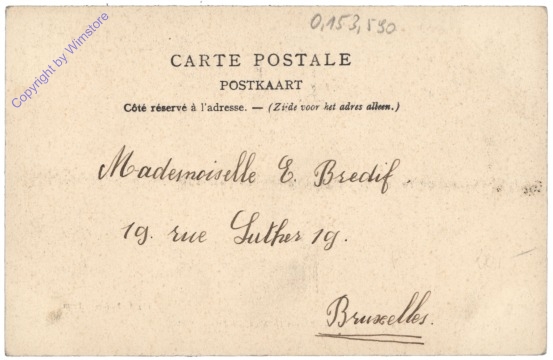 0,153,590.
Copyright by Wimstore
CARTE POSTALE
POSTKAART
Côté réservé à l'adresse. — (Zijde voor het adres alleen.)
Mademoiselle E. Bredif.
19. rue Luther 19.
Bruxelles.